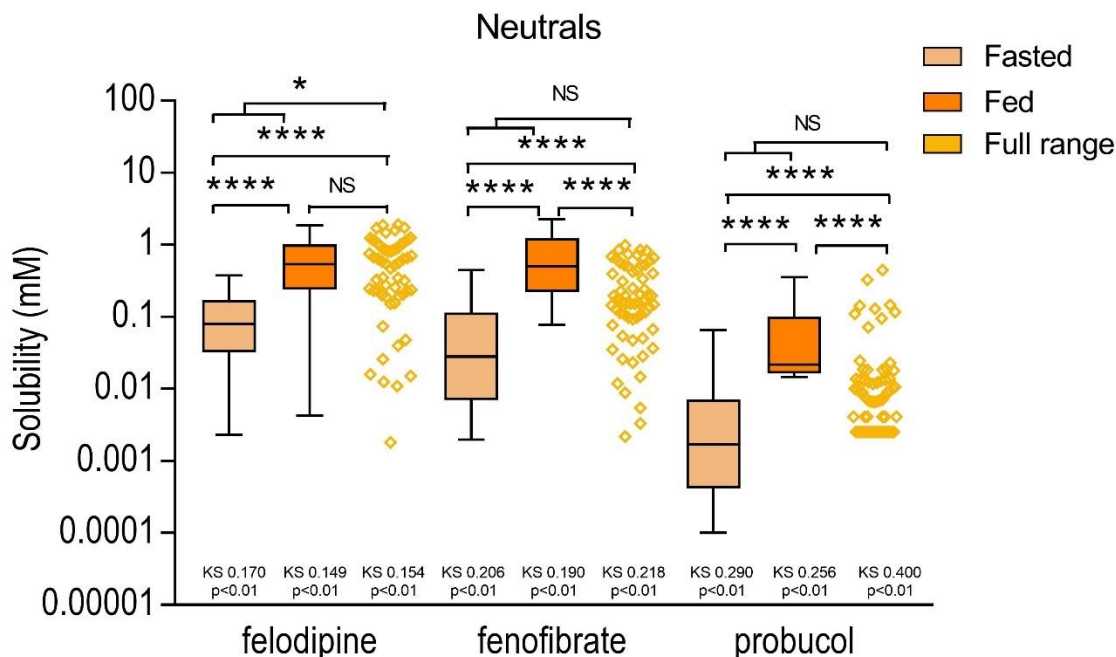 Neutrals
Fasted
Fed
Full range
Solubility (mM)
100
10
1
0.1
0.01
0.001
0.0001
0.00001
*
****
**** NS
NS
****
**** ****
NS
****
**** ****
KS 0.170 KS 0.149 KS 0.154 KS 0.206 KS 0.190 KS 0.218 KS 0.290 KS 0.256 KS 0.400
p<0.01 p<0.01 p<0.01 p<0.01 p<0.01 p<0.01 p<0.01 p<0.01 p<0.01
felodipine fenofibrate probucol